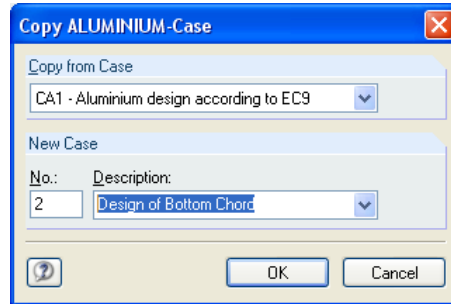 Copy ALUMINIUM-Case
Copy from Case
CA1 - Aluminium design according to EC9
New Case
No.: Description:
2 Design of Bottom Chord
OK Cancel